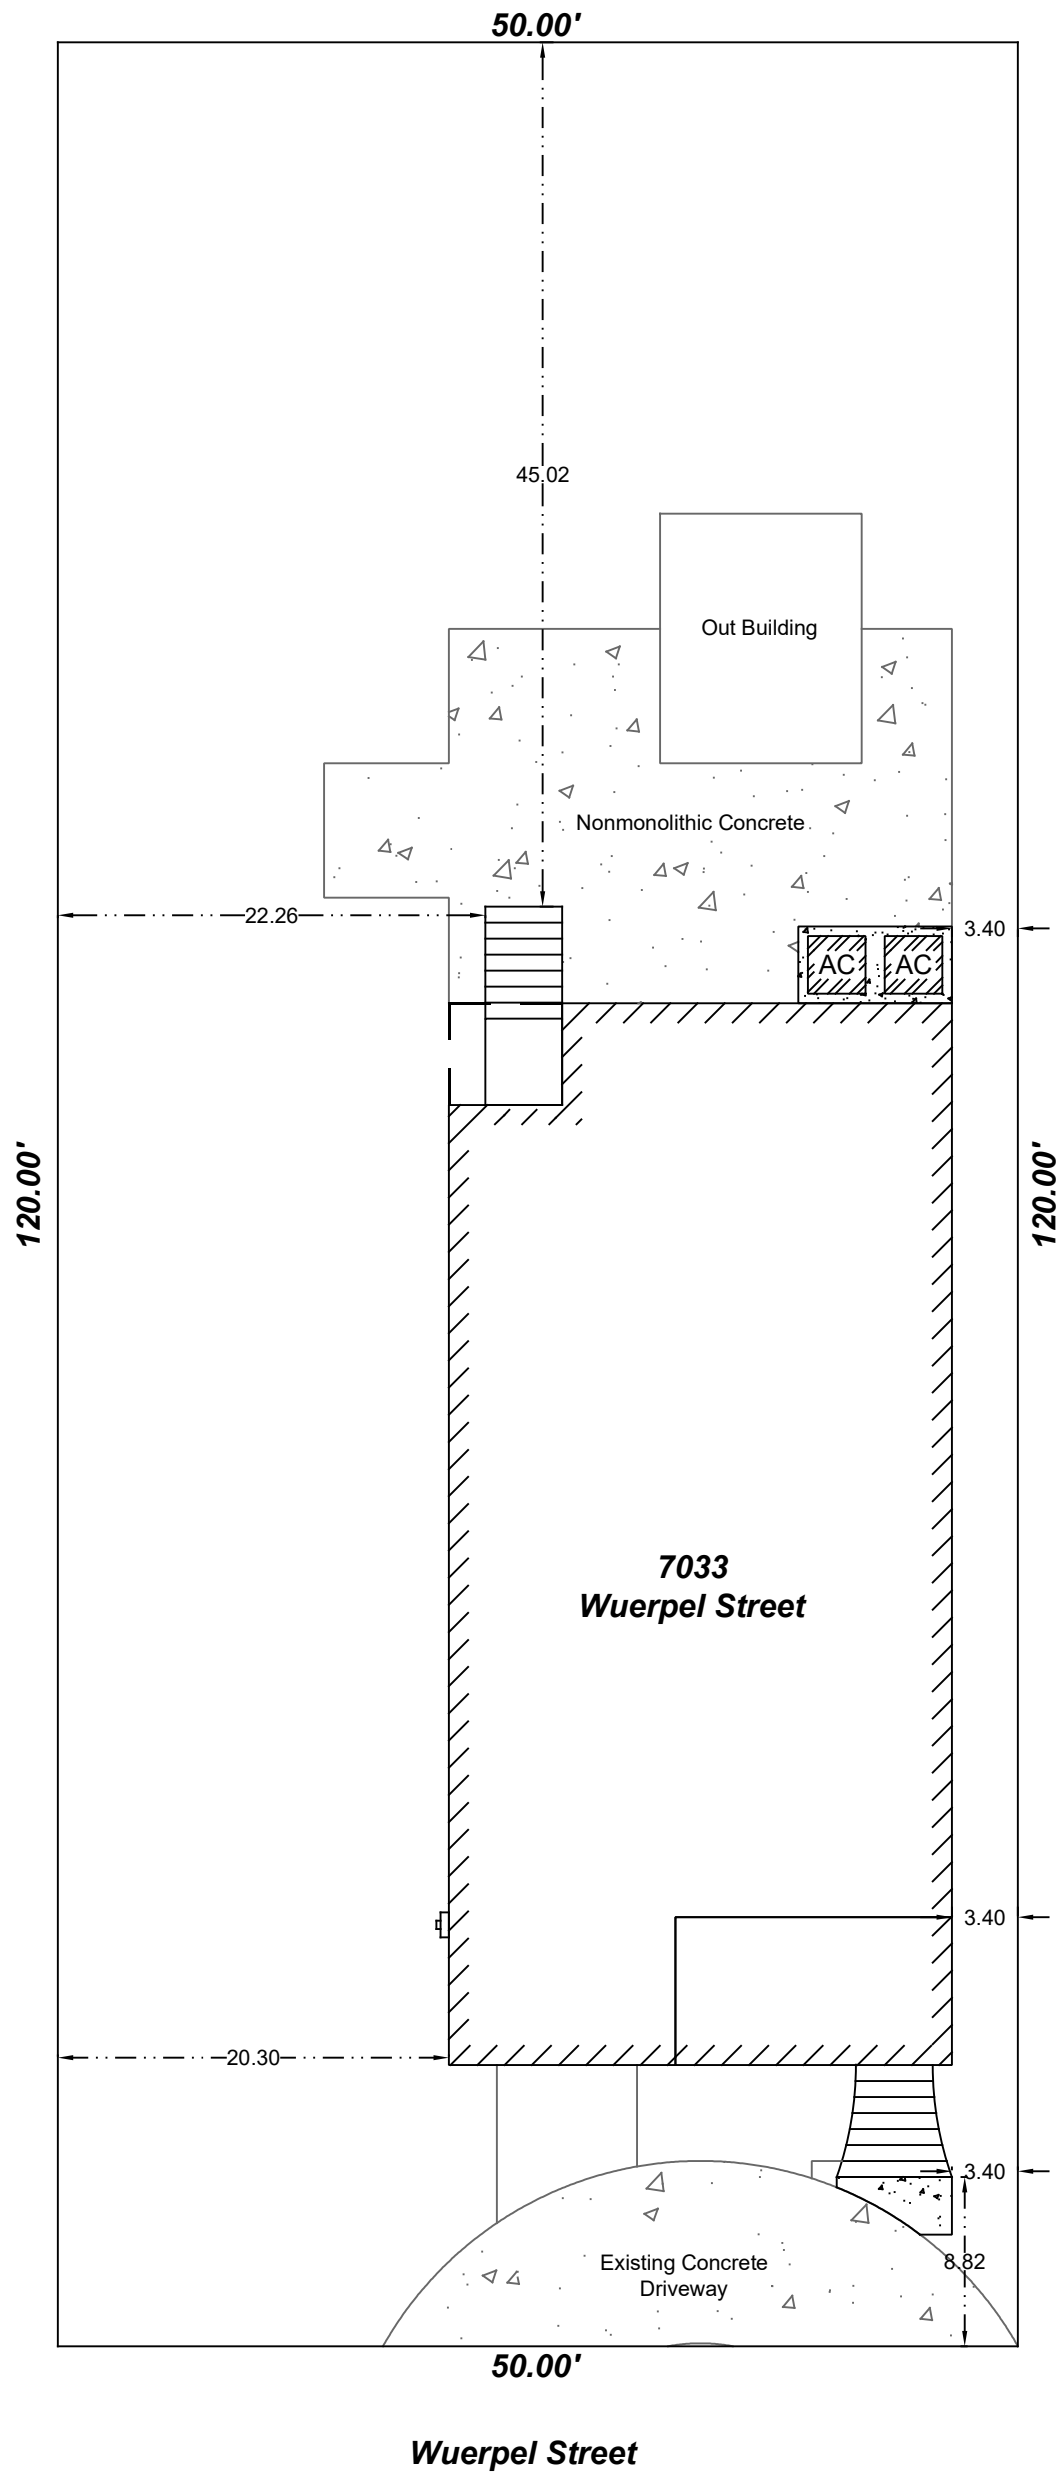 50.00'
45.02
Out Building
Nonmonolithic Concrete
22.26
3.40
AC AC
120.00'
120.00'
7033
Wuerpel Street
3.40
20.30
3.40
8.82
Existing Concrete
Driveway
50.00'
Wuerpel Street